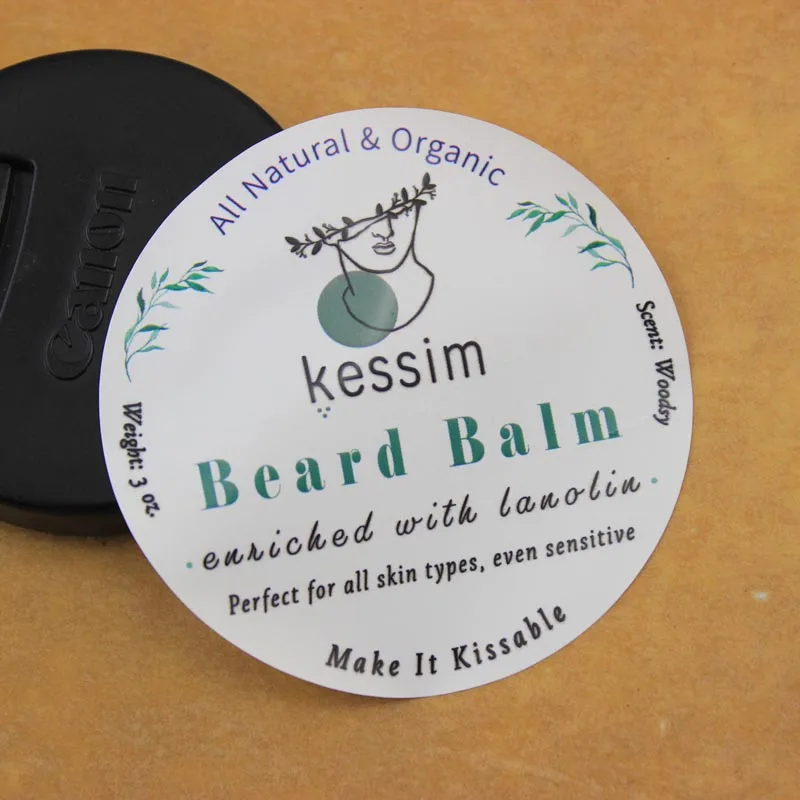 Canon
All Natural & Organic
kessim
Scent: Woodsy
Weight: 3 oz.
Beard Balm
enriched with lanolin
Perfect for all skin types, even sensitive
Make It Kissable